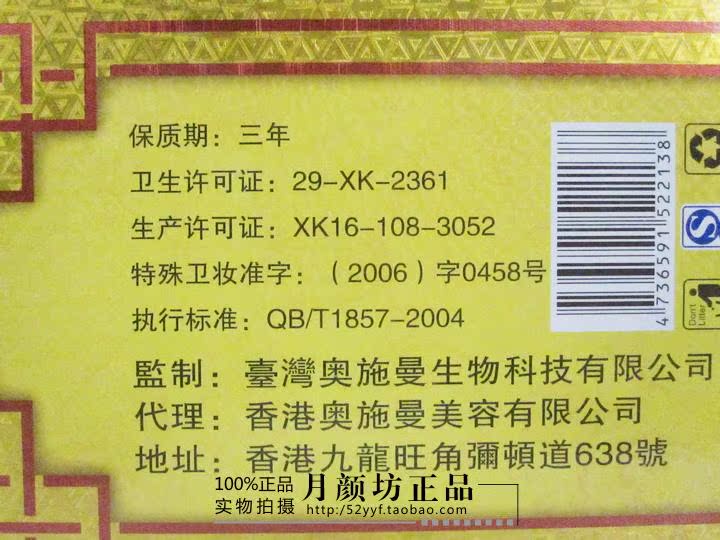 保质期：三年
卫生许可证：29-XK-2361
生产许可证：XK16-108-3052
特殊卫妆准字：（2006）字0458号
执行标准：QB/T1857-2004
監制：臺灣奥施曼生物科技有限公司
代理：香港奥施曼美容有限公司
地址：香港九龍旺角彌頓道638號
4 736591 522138
Don't Litter
100%正品
实物拍摄
月颜坊正品
http://52yyf.taobao.com